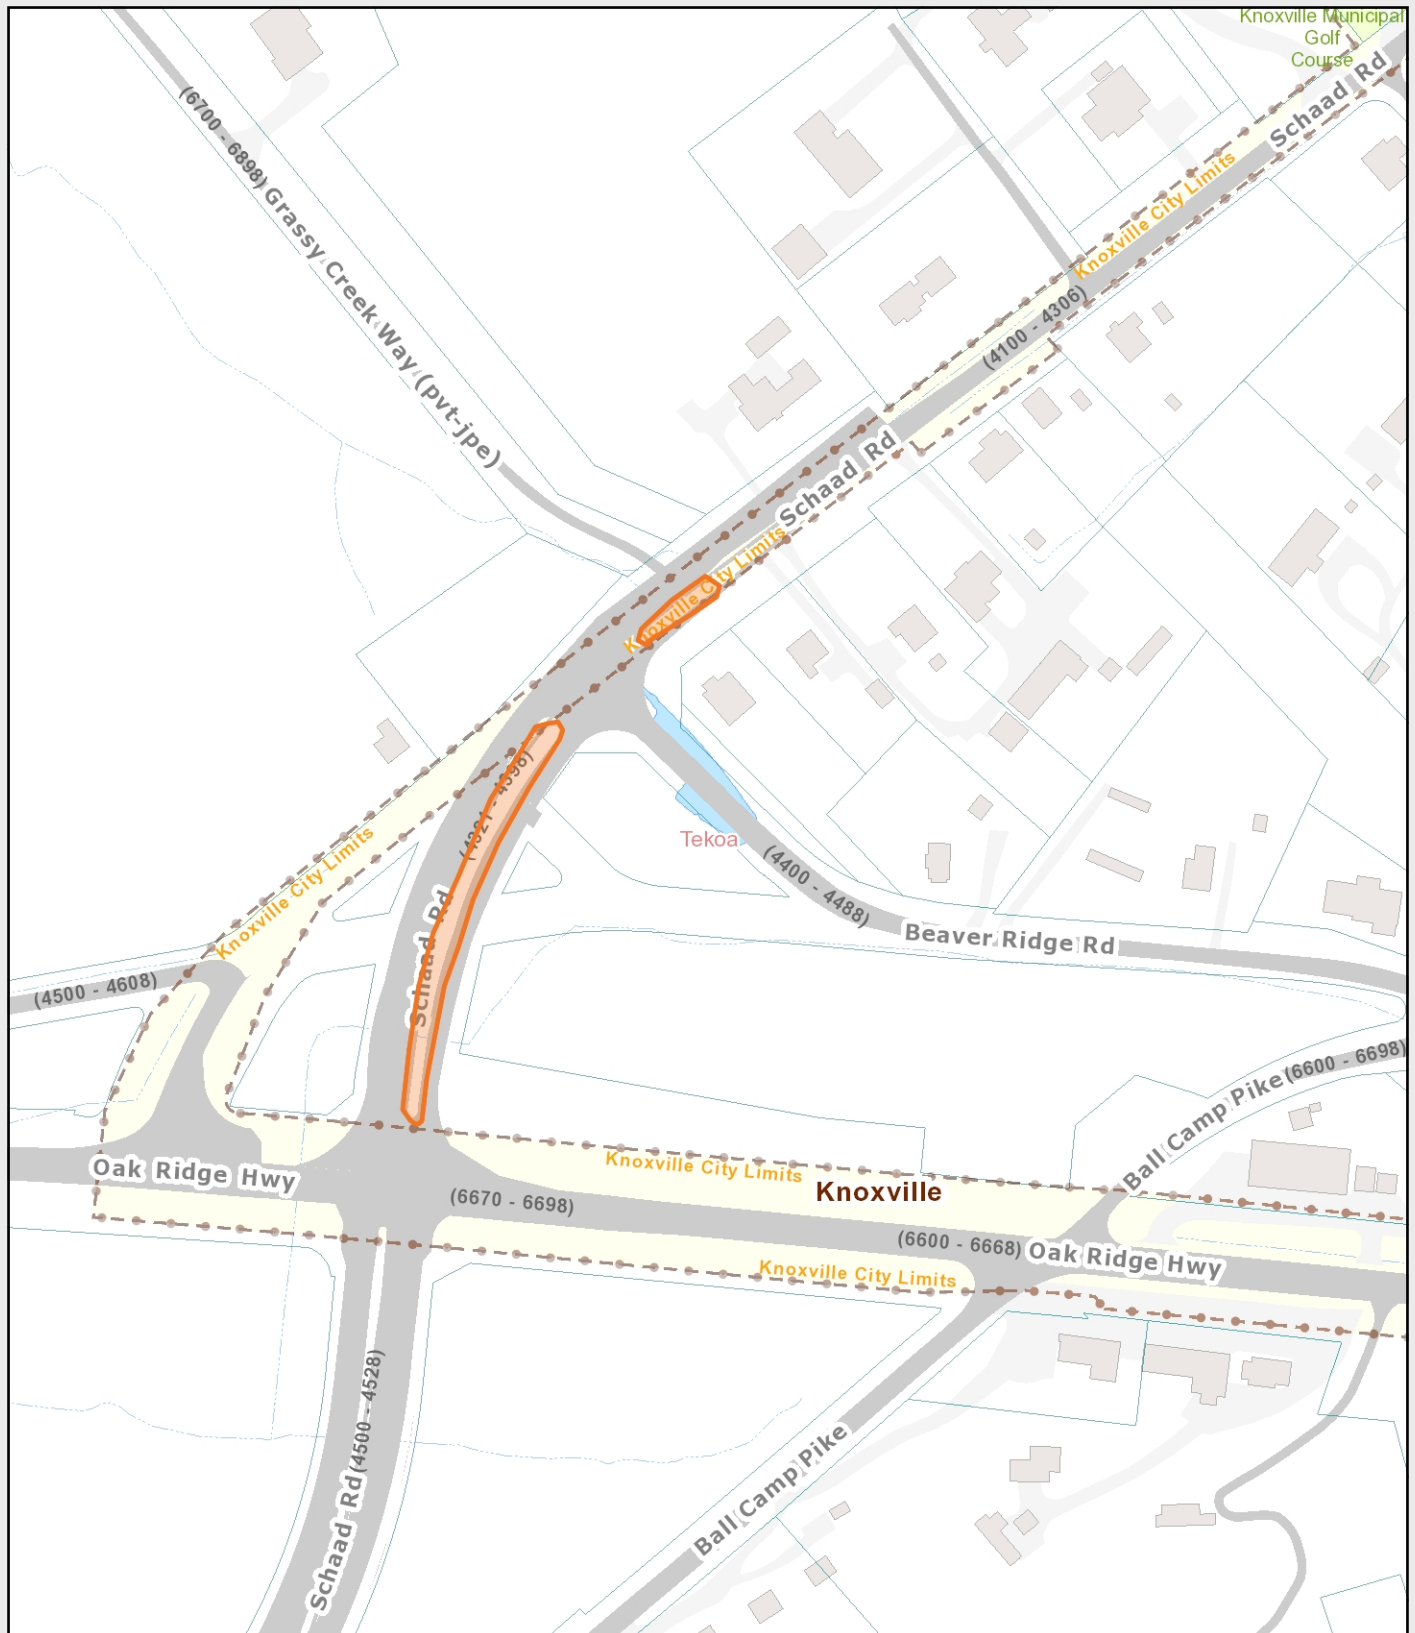 Knoxville Municipal
Golf
Course
Schaad Rd
(6700 - 6898)
Grassy Creek Way (pvt-jpe)
Knoxville City Limits
(4100 - 4306)
Schaad Rd
Knoxville City Limits
Knoxville City Limits
(4321 - 4398)
Tekoa
(4400 - 4488)
Beaver Ridge Rd
Knoxville City Limits
Schaad Rd
(4500 - 4608)
(6600 - 6698)
Ball Camp Pike
Oak Ridge Hwy
Knoxville City Limits
Knoxville
(6670 - 6698)
(6600 - 6668)
Oak Ridge Hwy
Knoxville City Limits
(4500 - 4528)
Schaad Rd
Ball Camp Pike